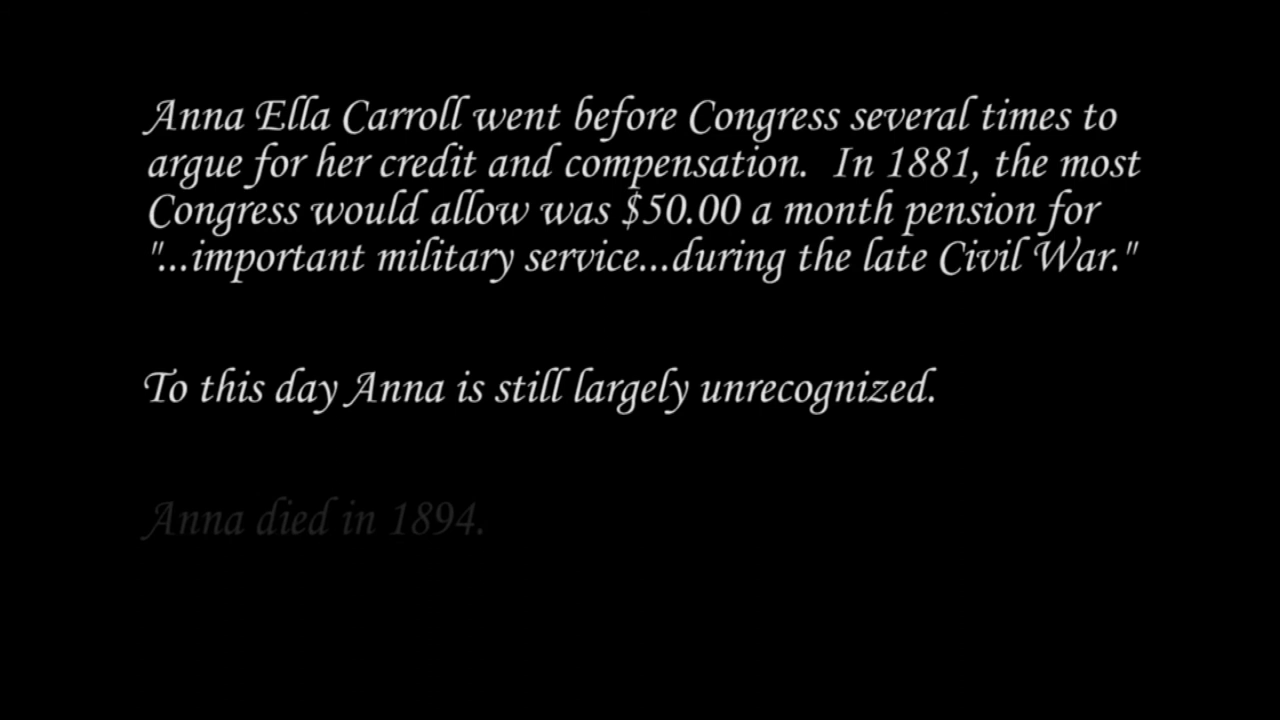 Anna Ella Carroll went before Congress several times to
argue for her credit and compensation.  In 1881, the most
Congress would allow was $50.00 a month pension for
"...important military service...during the late Civil War."
To this day Anna is still largely unrecognized.
Anna died in 1894.